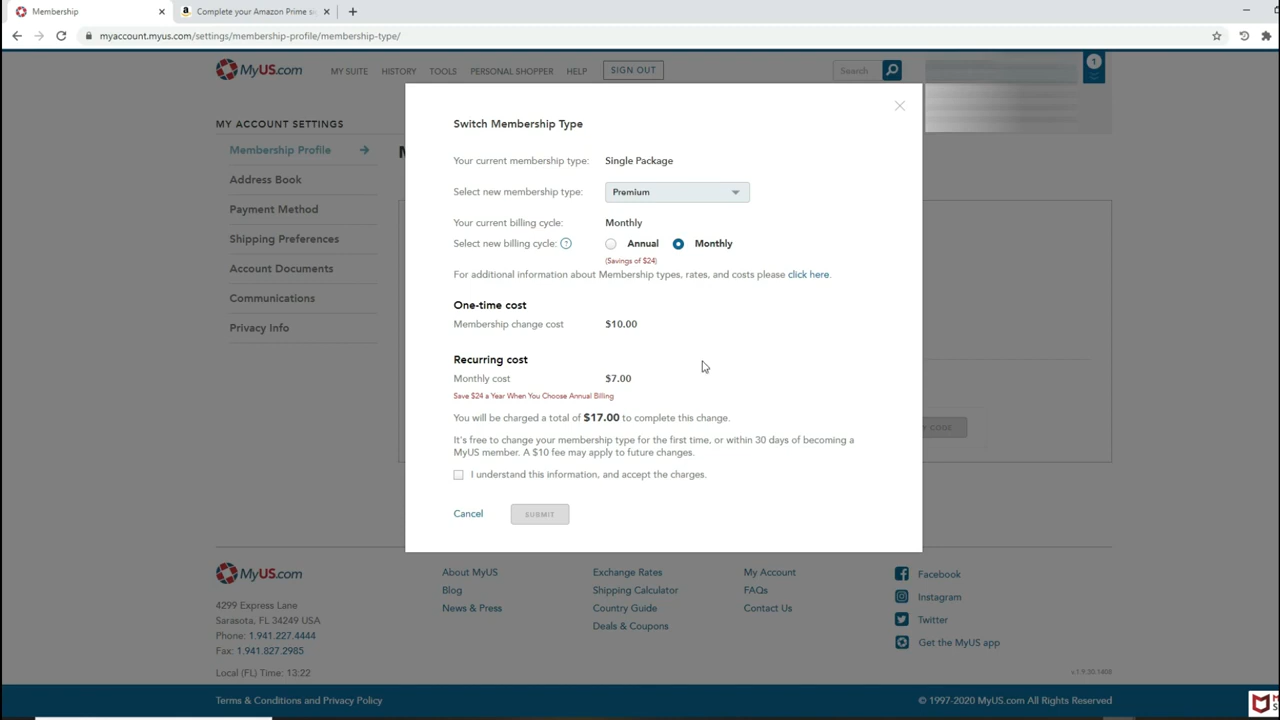 Membership
Complete your Amazon Prime si
myaccount.myus.com/settings/membership-profile/membership-type/
MyUS.com
MY SUITE HISTORY TOOLS PERSONAL SHOPPER HELP SIGN OUT
Search
1
MY ACCOUNT SETTINGS
Membership Profile
Address Book
Payment Method
Shipping Preferences
Account Documents
Communications
Privacy Info
Switch Membership Type
Your current membership type: Single Package
Select new membership type: Premium
Your current billing cycle: Monthly
Select new billing cycle: ? Annual Monthly
(Savings of $24)
For additional information about Membership types, rates, and costs please click here.
One-time cost
Membership change cost $10.00
Recurring cost
Monthly cost $7.00
Save $24 a Year When You Choose Annual Billing
You will be charged a total of $17.00 to complete this change.
It's free to change your membership type for the first time, or within 30 days of becoming a
MyUS member. A $10 fee may apply to future changes.
I understand this information, and accept the charges.
Cancel SUBMIT
CODE
MyUS.com
4299 Express Lane
Sarasota, FL 34249 USA
Phone: 1.941.227.4444
Fax: 1.941.827.2985
Local (FL) Time: 13:22
About MyUS
Blog
News & Press
Exchange Rates
Shipping Calculator
Country Guide
Deals & Coupons
My Account
FAQs
Contact Us
Facebook
Instagram
Twitter
Get the MyUS app
v.1.9.30.1408
Terms & Conditions and Privacy Policy
© 1997-2020 MyUS.com All Rights Reserved